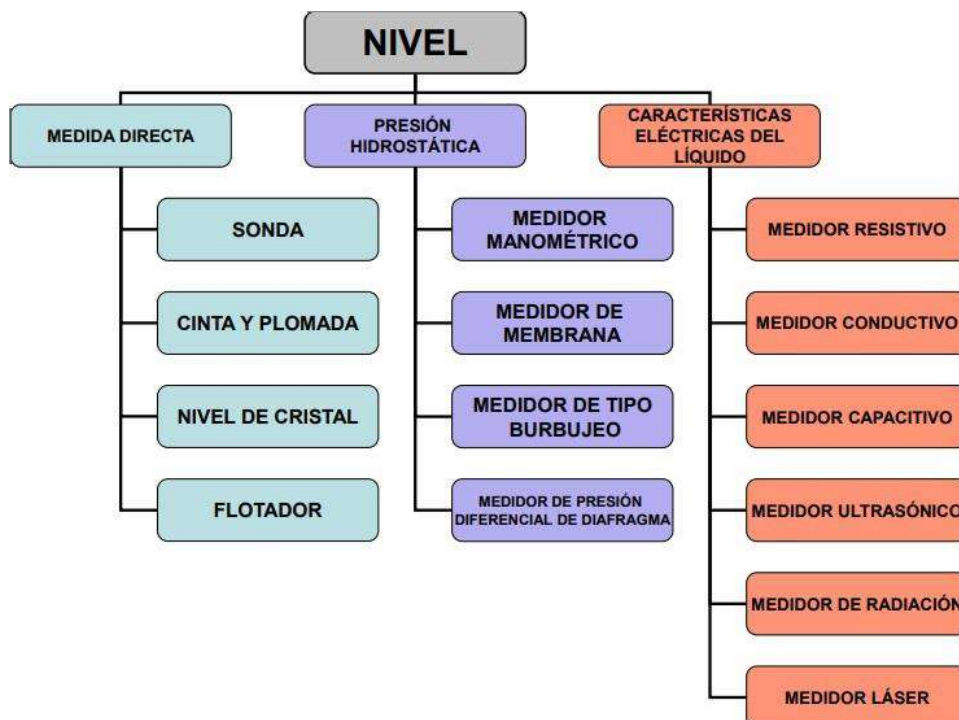 NIVEL
MEDIDA DIRECTA
SONDA
CINTA Y PLOMADA
NIVEL DE CRISTAL
FLOTADOR
PRESIÓN
HIDROSTÁTICA
MEDIDOR
MANOMÉTRICO
MEDIDOR DE
MEMBRANA
MEDIDOR DE TIPO
BURBUJEO
MEDIDOR DE PRESIÓN
DIFERENCIAL DE DIAFRAGMA
CARACTERÍSTICAS
ELÉCTRICAS DEL
LÍQUIDO
MEDIDOR RESISTIVO
MEDIDOR CONDUCTIVO
MEDIDOR CAPACITIVO
MEDIDOR ULTRASÓNICO
MEDIDOR DE RADIACIÓN
MEDIDOR LÁSER